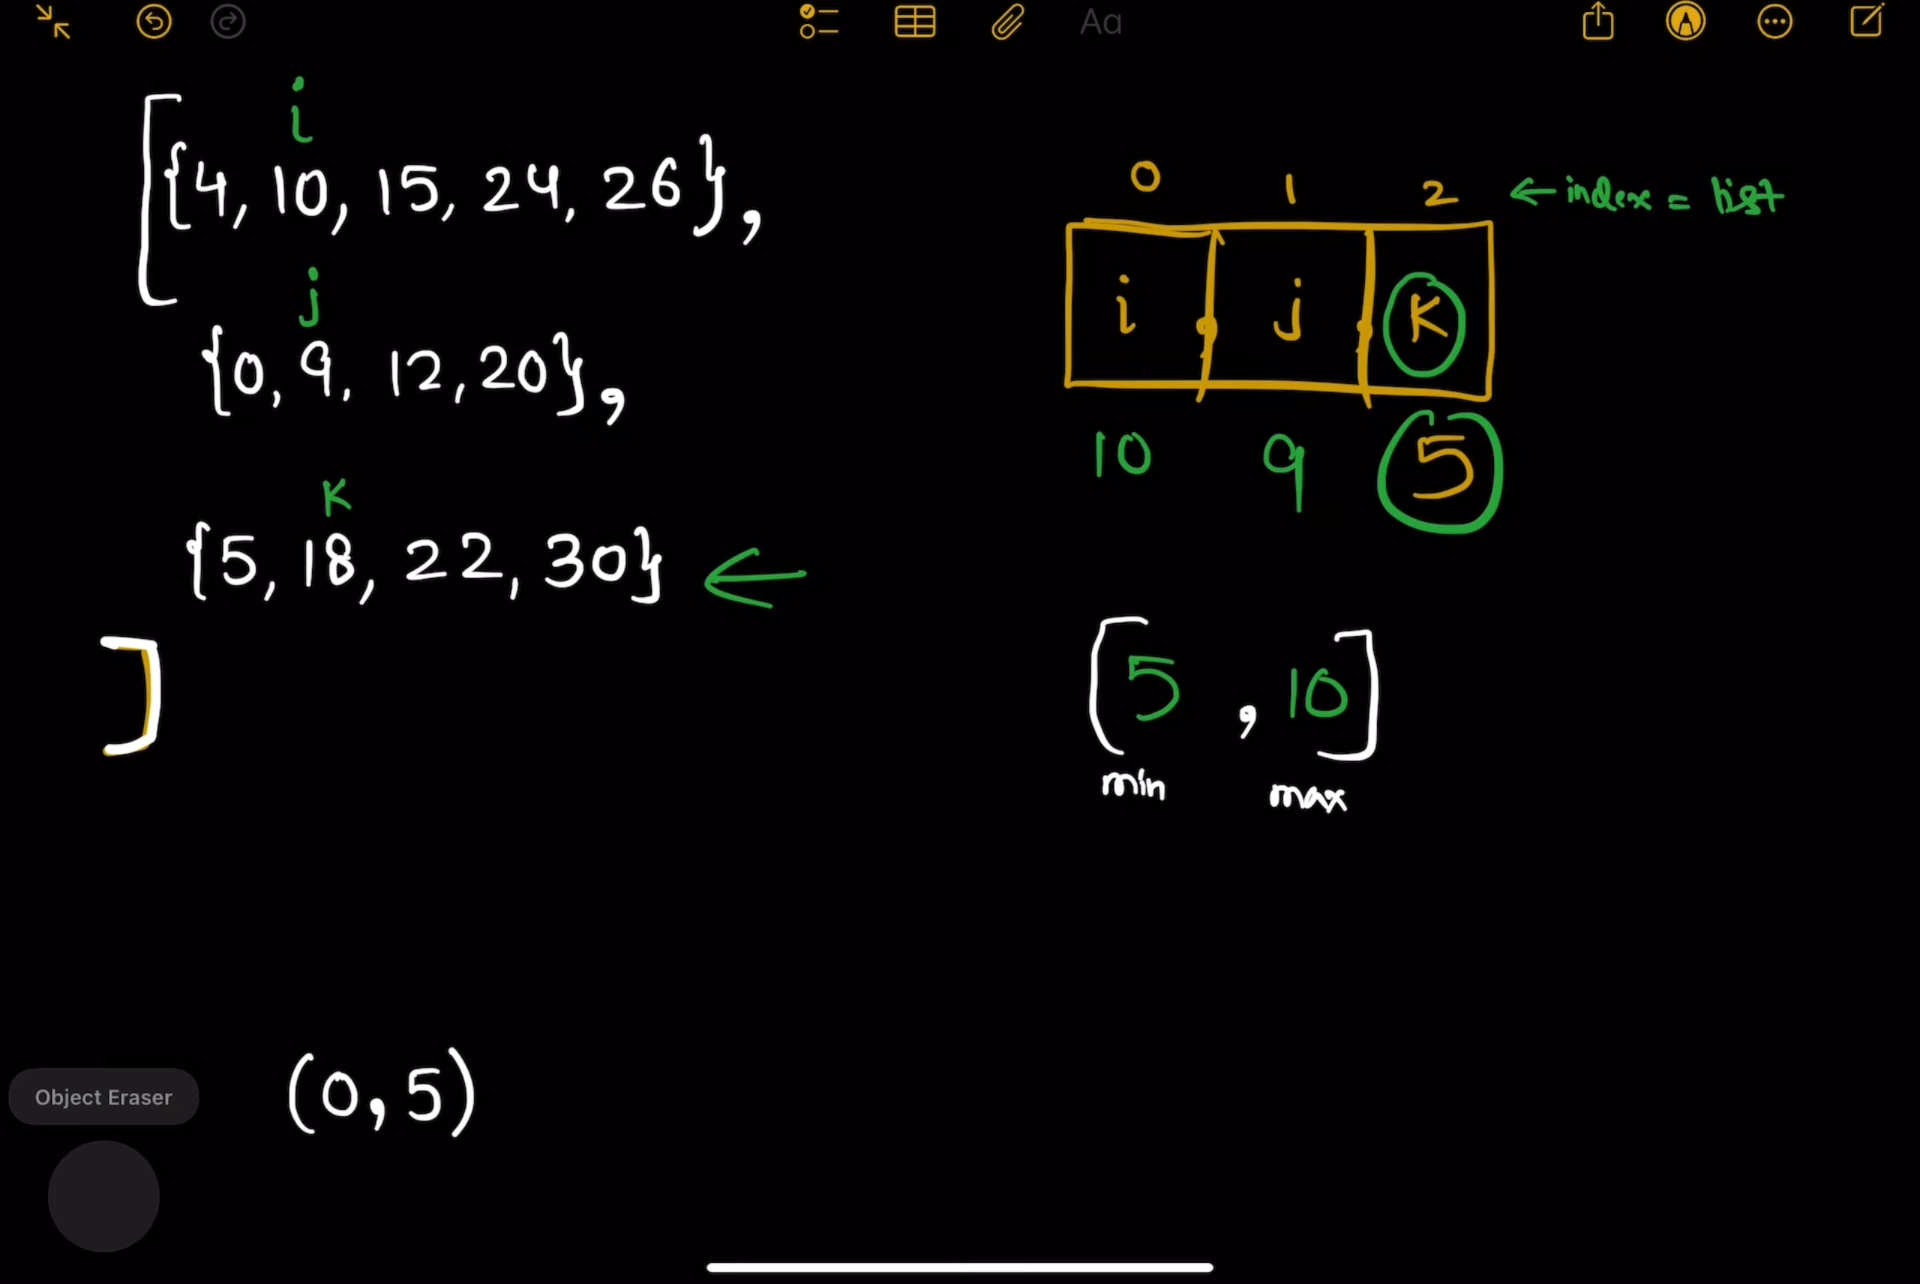 Aa
i
[{4, 10, 15, 24, 26},
j
{0, 9, 12, 20},
K
{5, 18, 22, 30} ←
]
0 1 2 ← index = list
i j K
10 9 5
[5 , 10]
min max
Object Eraser
(0, 5)